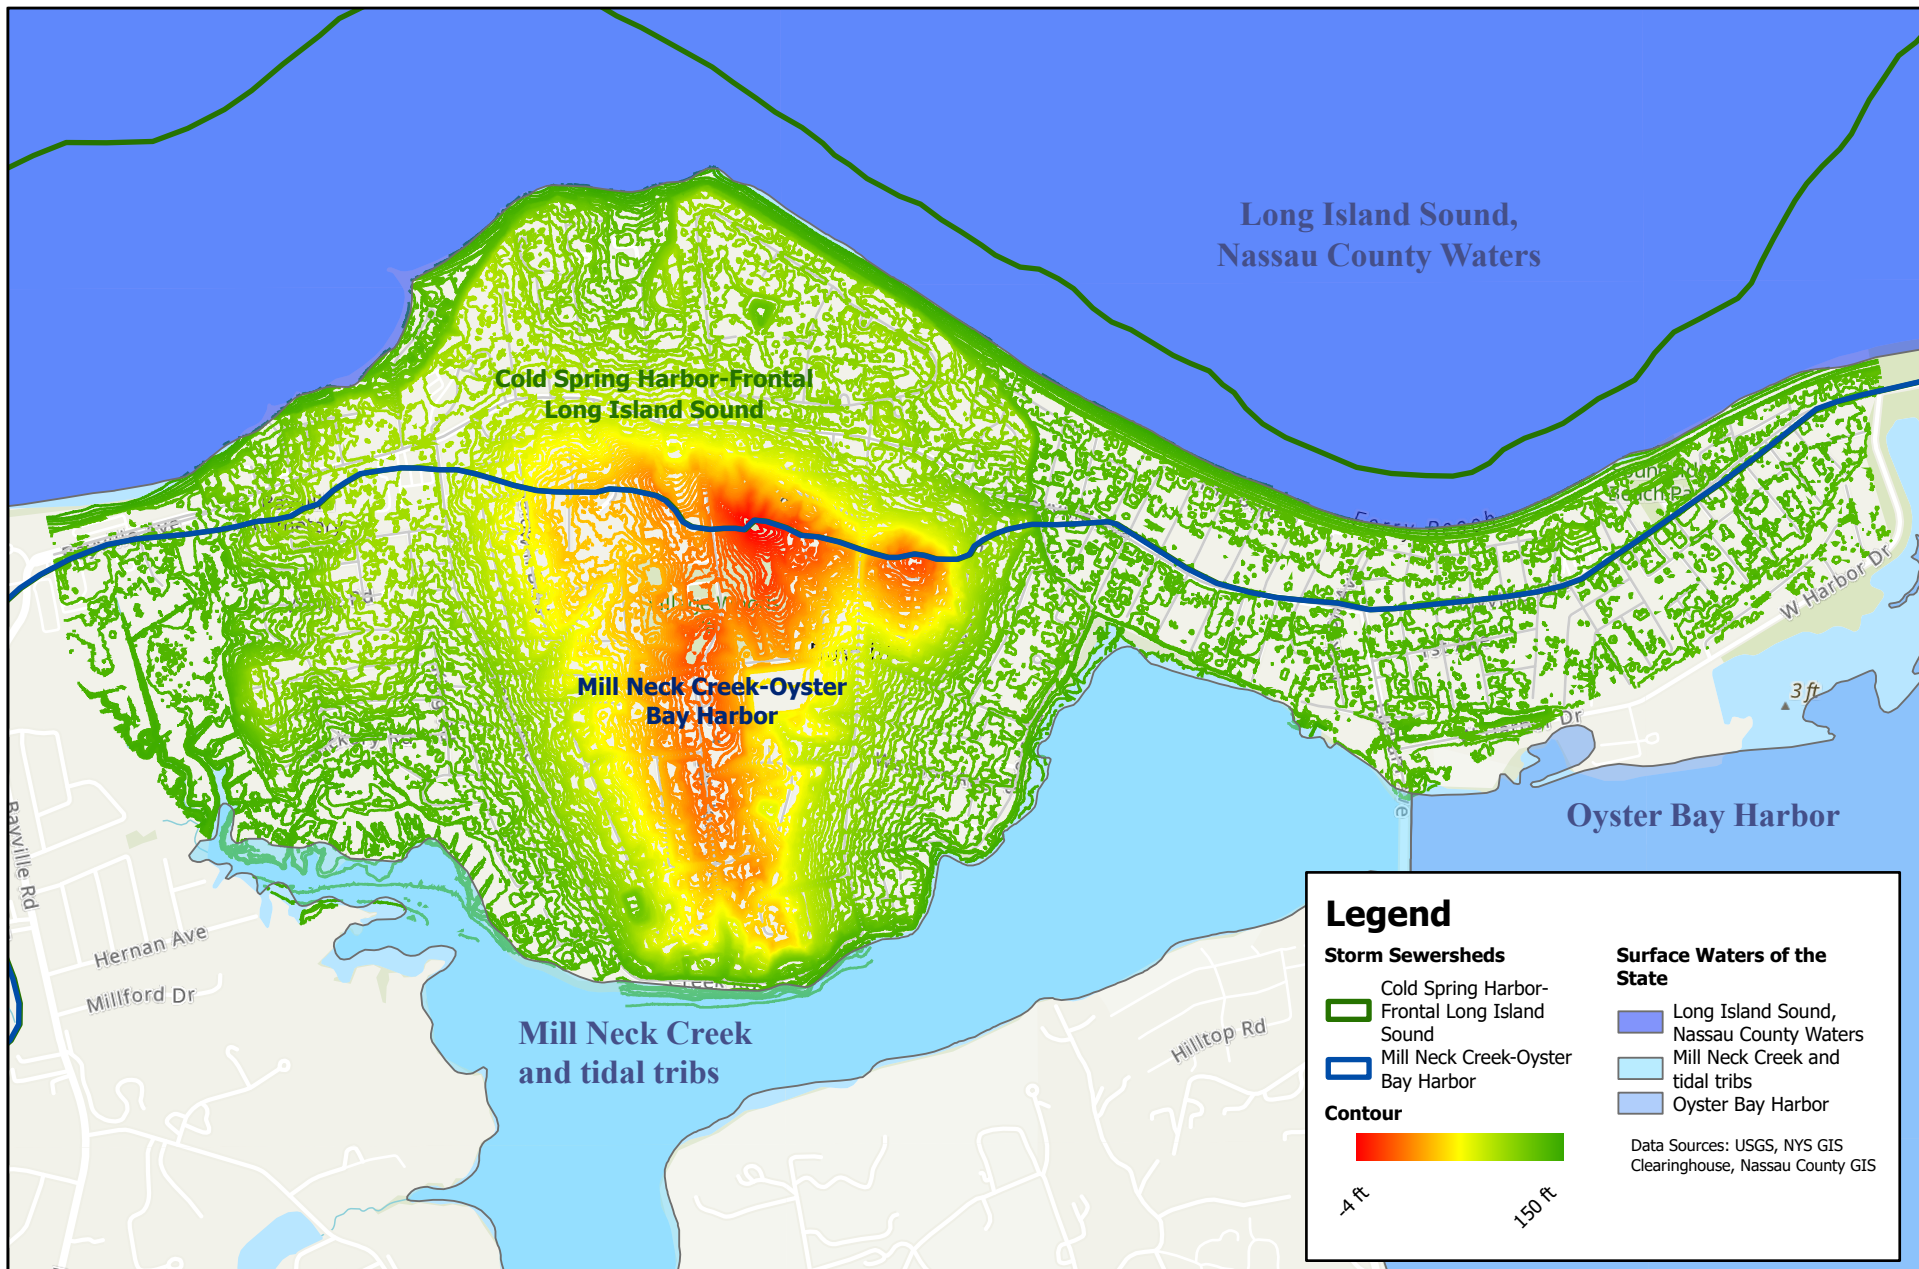 Long Island Sound,
Nassau County Waters
Cold Spring Harbor-Frontal
Long Island Sound
Mill Neck Creek-Oyster
Bay Harbor
W Harbor Dr
3 ft
Oyster Bay Harbor
Bayville Rd
Hernan Ave
Millford Dr
Mill Neck Creek
and tidal tribs
Hilltop Rd
Legend
Storm Sewersheds
Cold Spring Harbor-
Frontal Long Island
Sound
Mill Neck Creek-Oyster
Bay Harbor
Contour
-4 ft
150 ft
Surface Waters of the
State
Long Island Sound,
Nassau County Waters
Mill Neck Creek and
tidal tribs
Oyster Bay Harbor
Data Sources: USGS, NYS GIS
Clearinghouse, Nassau County GIS